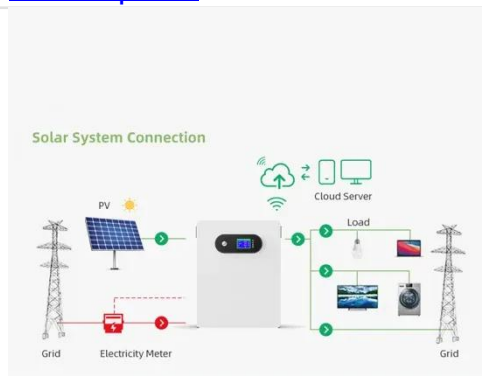 Solar System Connection
Cloud Server
PV
Load
Grid
Electricity Meter
Grid